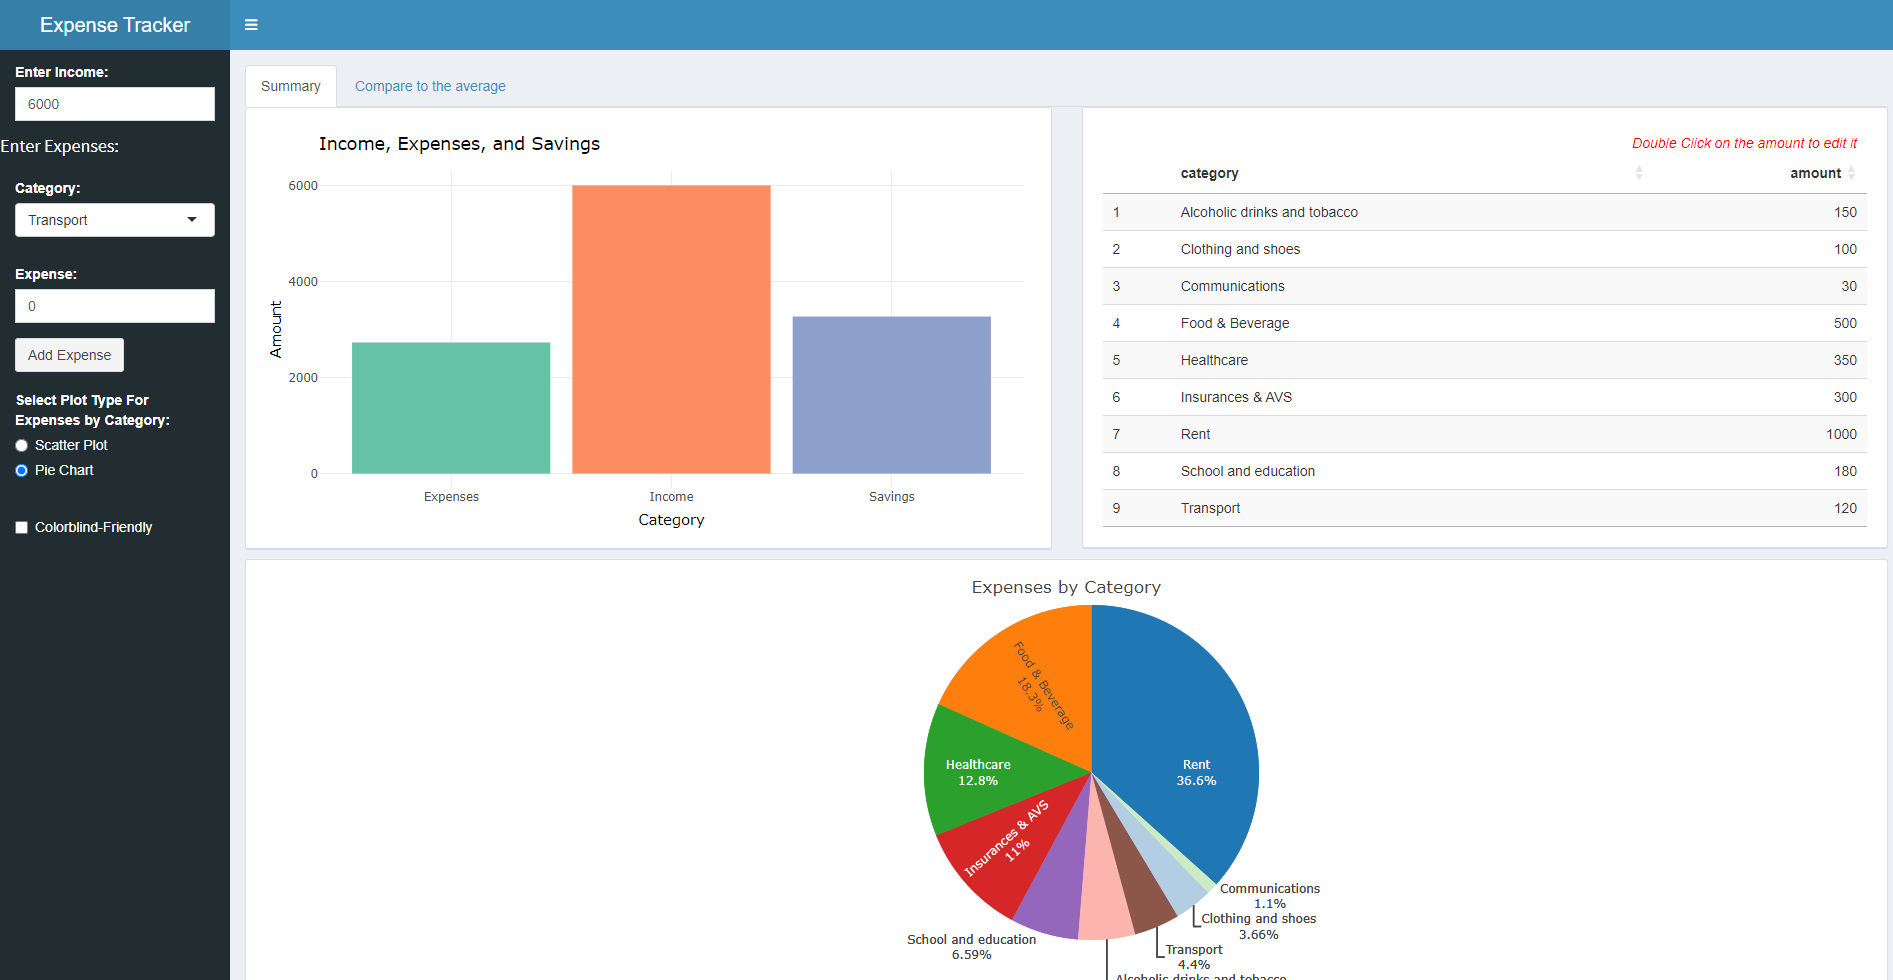 Expense Tracker
Enter Income:
6000
Enter Expenses:
Category:
Transport
Expense:
0
Add Expense
Select Plot Type For
Expenses by Category:
Scatter Plot
Pie Chart
Colorblind-Friendly
Summary
Compare to the average
Income, Expenses, and Savings
6000
4000
2000
0
Amount
Expenses
Income
Savings
Category
Double Click on the amount to edit it
category amount
1 Alcoholic drinks and tobacco 150
2 Clothing and shoes 100
3 Communications 30
4 Food & Beverage 500
5 Healthcare 350
6 Insurances & AVS 300
7 Rent 1000
8 School and education 180
9 Transport 120
Expenses by Category
Food & Beverage
18.3%
Healthcare
12.8%
Rent
36.6%
Insurances & AVS
11%
Communications
1.1%
Clothing and shoes
3.66%
School and education
6.59%
Transport
4.4%
Alcoholic drinks and tobacco